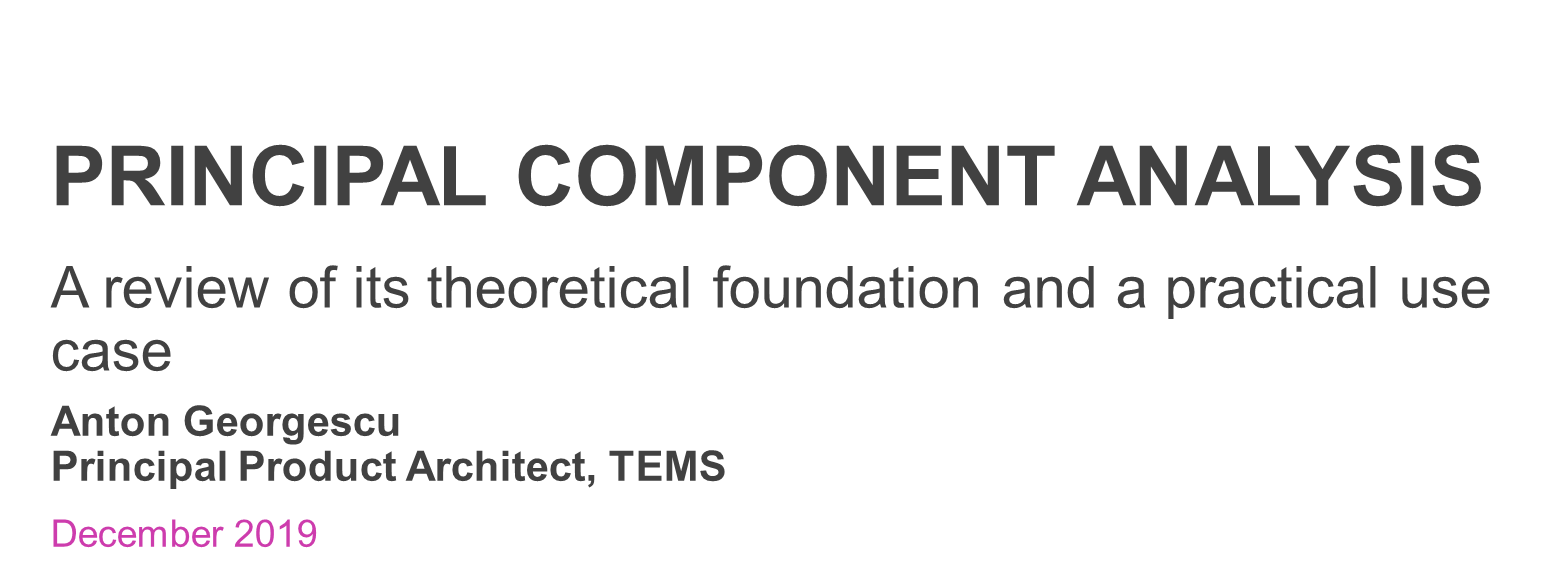 PRINCIPAL COMPONENT ANALYSIS
A review of its theoretical foundation and a practical use
case
Anton Georgescu
Principal Product Architect, TEMS
December 2019